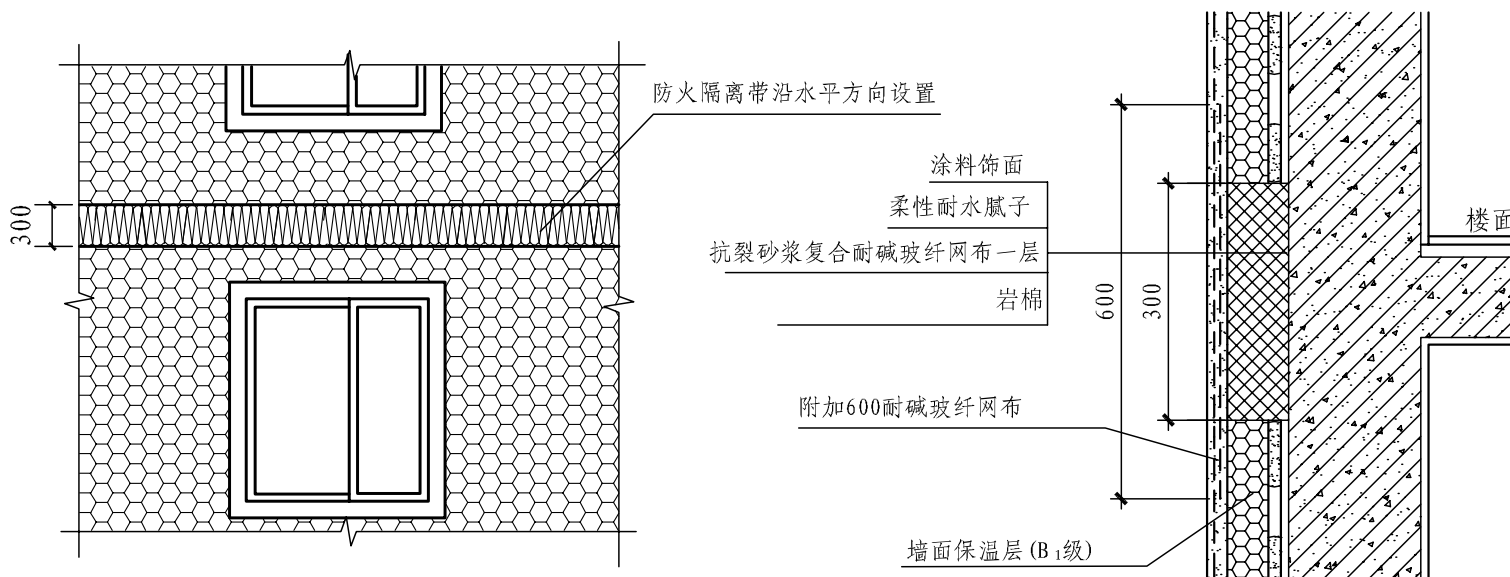 防火隔离带沿水平方向设置
300
涂料饰面
柔性耐水腻子
抗裂砂浆复合耐碱玻纤网布一层
岩棉
600
300
楼面
附加600耐碱玻纤网布
墙面保温层(B₁级)